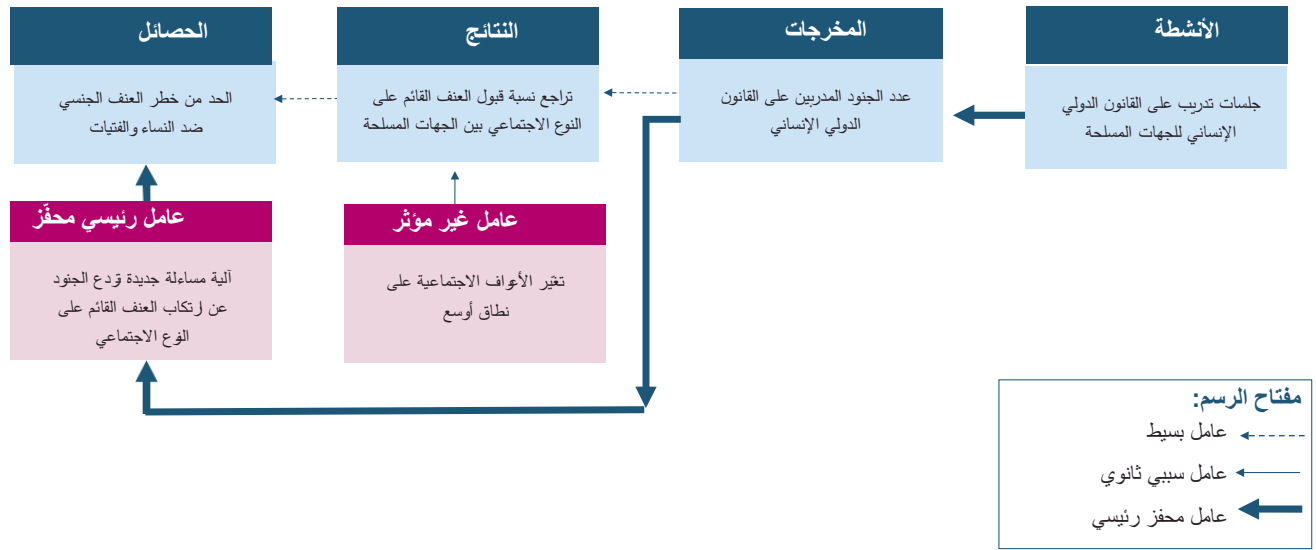 الأنشطة
جلسات تدريب على القانون الدولي
الإنساني للجهات المسلحة
المخرجات
عدد الجنود المدربين على القانون
الدولي الإنساني
النتائج
تراجع نسبة قبول العنف القائم على
النوع الاجتماعي بين الجهات المسلحة
الحصائل
الحد من خطر العنف الجنسي
ضد النساء والفتيات
عامل غير مؤثر
تغيّر الأعراف الاجتماعية على
نطاق أوسع
عامل رئيسي محفّز
آلية مساءلة جديدة تردع الجنود
عن ارتكاب العنف القائم على
النوع الاجتماعي
مفتاح الرسم:
عامل بسيط
عامل سببي ثانوي
عامل محفز رئيسي